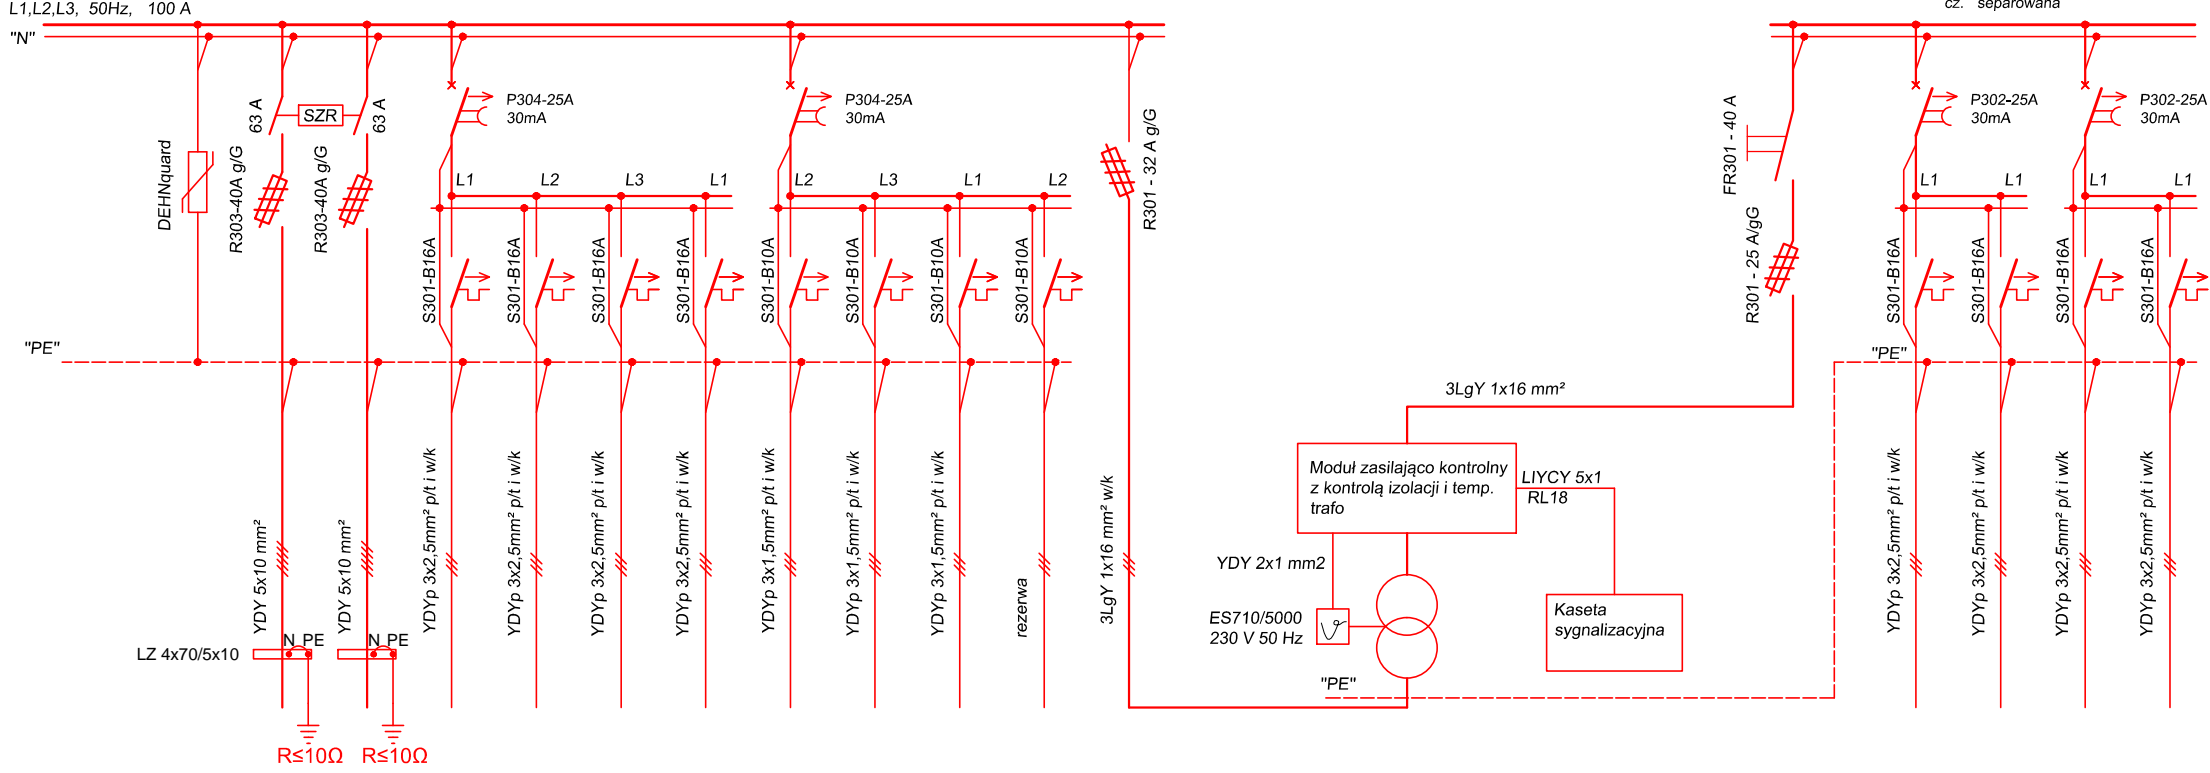 L1,L2,L3, 50Hz, 100 A
cz. separowana
"N"
63 A
SZR
63 A
P304-25A
30mA
P304-25A
30mA
R301 - 32 A g/G
FR301 - 40 A
P302-25A
30mA
P302-25A
30mA
DEHNquard
R303-40A g/G
R303-40A g/G
L1
L2
L3
L1
L2
L3
L1
L2
L1
L1
L1
L1
S301-B16A
S301-B16A
S301-B16A
S301-B16A
S301-B10A
S301-B10A
S301-B10A
S301-B10A
R301 - 25 A/gG
S301-B16A
S301-B16A
S301-B16A
S301-B16A
"PE"
"PE"
3LgY 1x16 mm²
YDY 5x10 mm²
YDY 5x10 mm²
YDYp 3x2,5mm² p/t i w/k
YDYp 3x2,5mm² p/t i w/k
YDYp 3x2,5mm² p/t i w/k
YDYp 3x2,5mm² p/t i w/k
YDYp 3x1,5mm² p/t i w/k
YDYp 3x1,5mm² p/t i w/k
YDYp 3x1,5mm² p/t i w/k
rezerwa
3LgY 1x16 mm² w/k
Moduł zasilająco kontrolny
z kontrolą izolacji i temp.
trafo
LIYCY 5x1
RL18
YDY 2x1 mm2
ES710/5000
230 V 50 Hz
Kaseta
sygnalizacyjna
YDYp 3x2,5mm² p/t i w/k
YDYp 3x2,5mm² p/t i w/k
YDYp 3x2,5mm² p/t i w/k
YDYp 3x2,5mm² p/t i w/k
N PE
N PE
LZ 4x70/5x10
"PE"
R≤10Ω
R≤10Ω